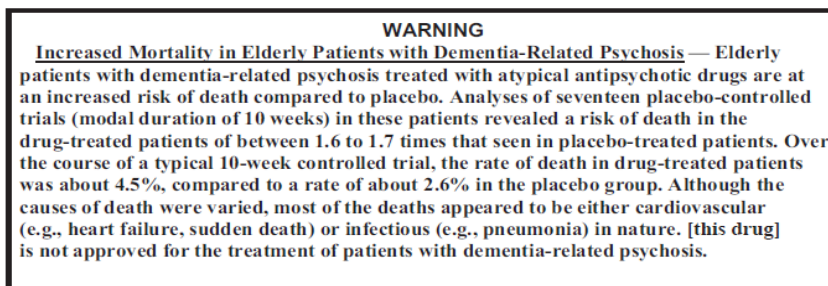 WARNING
Increased Mortality in Elderly Patients with Dementia-Related Psychosis — Elderly
patients with dementia-related psychosis treated with atypical antipsychotic drugs are at
an increased risk of death compared to placebo. Analyses of seventeen placebo-controlled
trials (modal duration of 10 weeks) in these patients revealed a risk of death in the
drug-treated patients of between 1.6 to 1.7 times that seen in placebo-treated patients. Over
the course of a typical 10-week controlled trial, the rate of death in drug-treated patients
was about 4.5%, compared to a rate of about 2.6% in the placebo group. Although the
causes of death were varied, most of the deaths appeared to be either cardiovascular
(e.g., heart failure, sudden death) or infectious (e.g., pneumonia) in nature. [this drug]
is not approved for the treatment of patients with dementia-related psychosis.